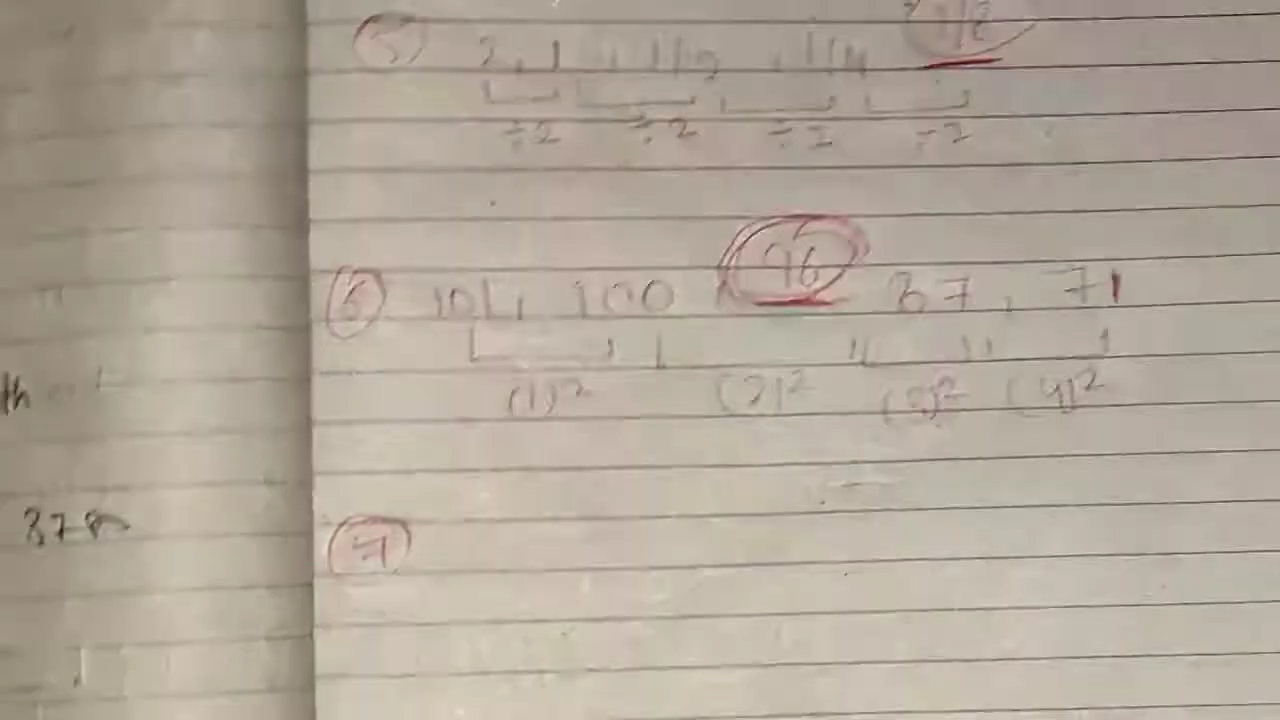 5) 2, 1, 1/2, 1/4, 1/8
÷2 ÷2 ÷2 ÷2
6 101, 100 96 87, 71
(1)² (2)² (3)² (4)²
th
378
7